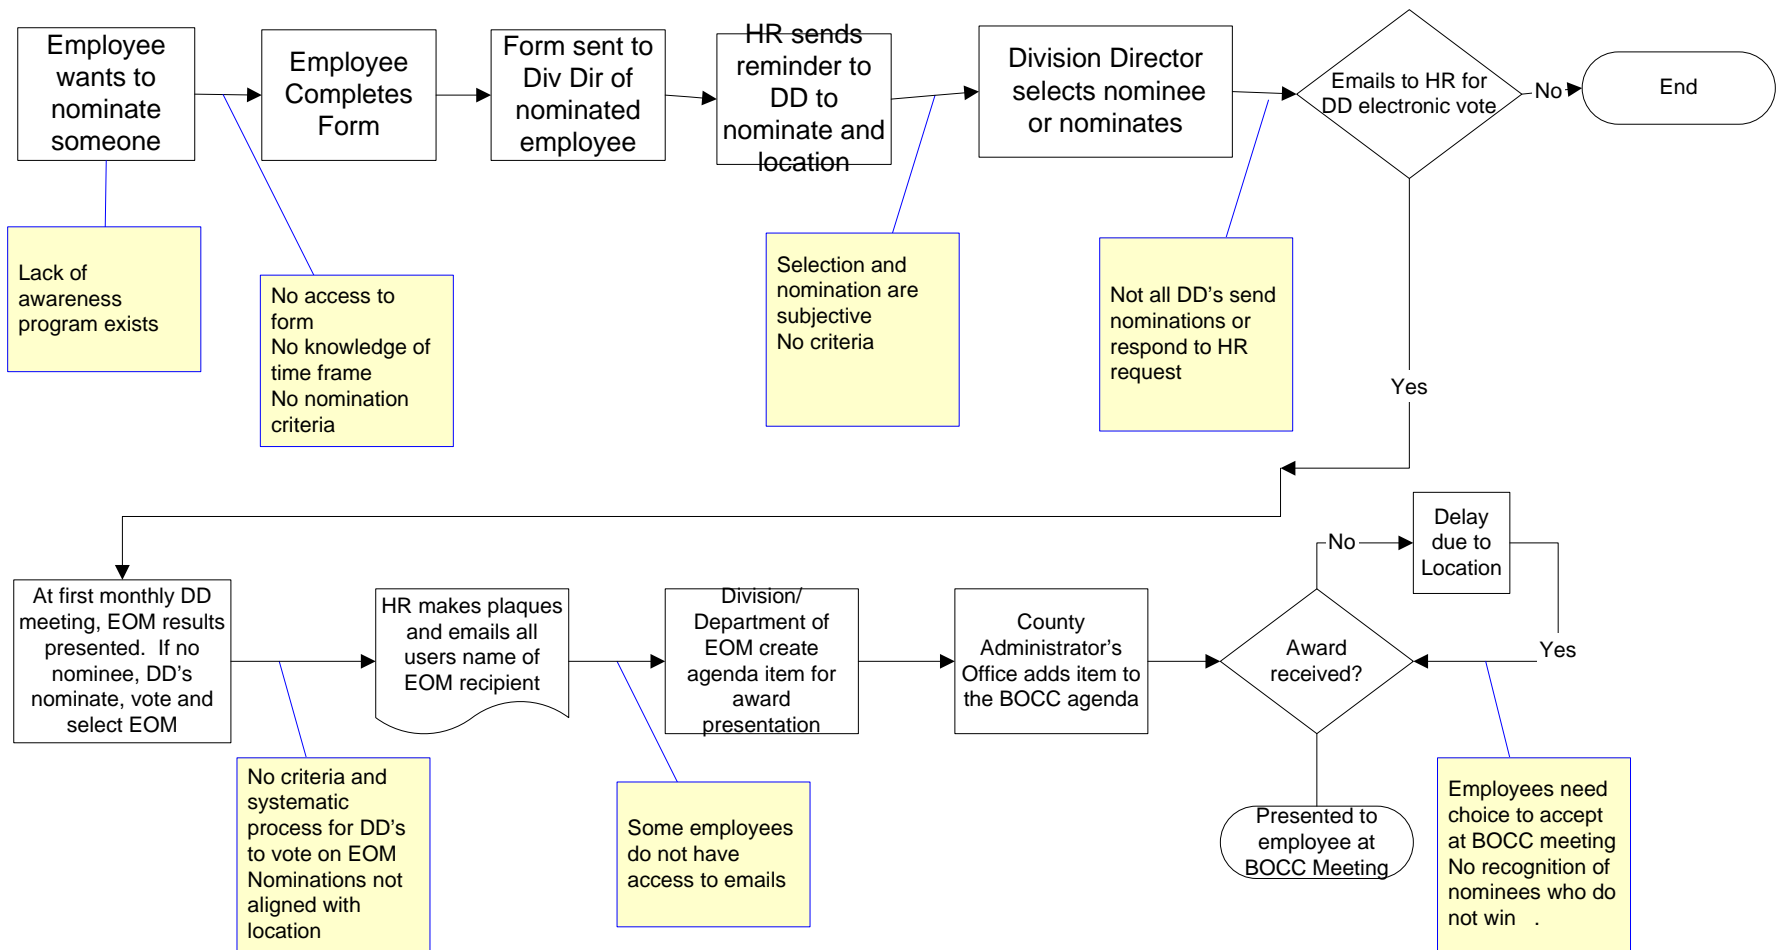 Employee
wants to
nominate
someone
Employee
Completes
Form
Form sent to
Div Dir of
nominated
employee
HR sends
reminder to
DD to
nominate and
location
Division Director
selects nominee
or nominates
Emails to HR for
DD electronic vote
No
End
Lack of
awareness
program exists
No access to
form
No knowledge of
time frame
No nomination
criteria
Selection and
nomination are
subjective
No criteria
Not all DD's send
nominations or
respond to HR
request
Yes
At first monthly DD
meeting, EOM results
presented. If no
nominee, DD's
nominate, vote and
select EOM
HR makes plaques
and emails all
users name of
EOM recipient
Division/
Department of
EOM create
agenda item for
award
presentation
County
Administrator's
Office adds item to
the BOCC agenda
Award
received?
No
Delay
due to
Location
Yes
Presented to
employee at
BOCC Meeting
No criteria and
systematic
process for DD's
to vote on EOM
Nominations not
aligned with
location
Some employees
do not have
access to emails
Employees need
choice to accept
at BOCC meeting
No recognition of
nominees who do
not win .